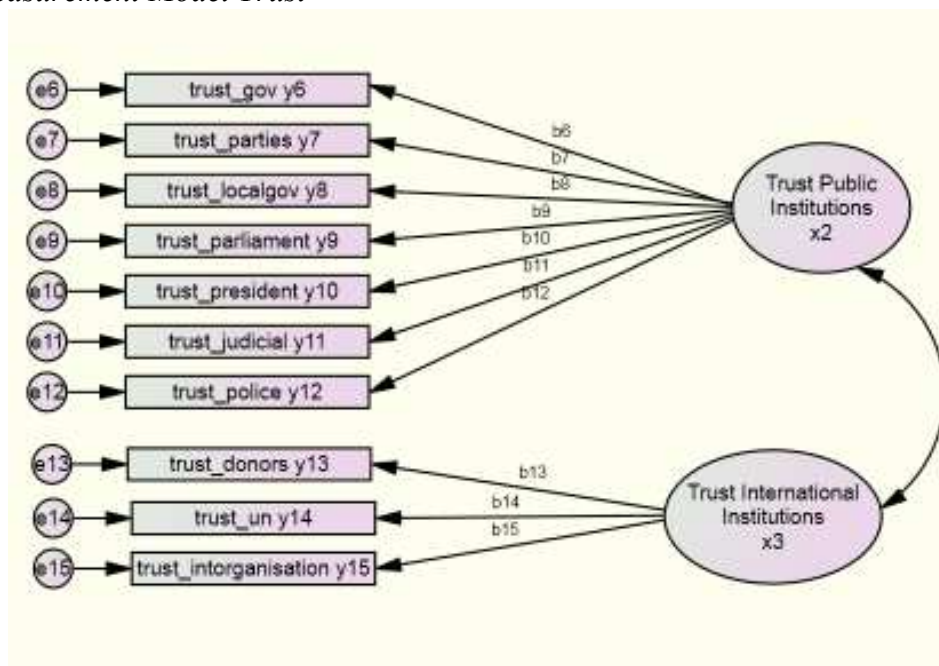 e6 trust_gov y6
b6
e7 trust_parties y7
b7
e8 trust_localgov y8
b8
Trust Public
Institutions
x2
e9 trust_parliament y9
b9
e10 trust_president y10
b10
e11 trust_judicial y11
b11
e12 trust_police y12
b12
e13 trust_donors y13
b13
e14 trust_un y14
b14
e15 trust_intorganisation y15
b15
Trust International
Institutions
x3